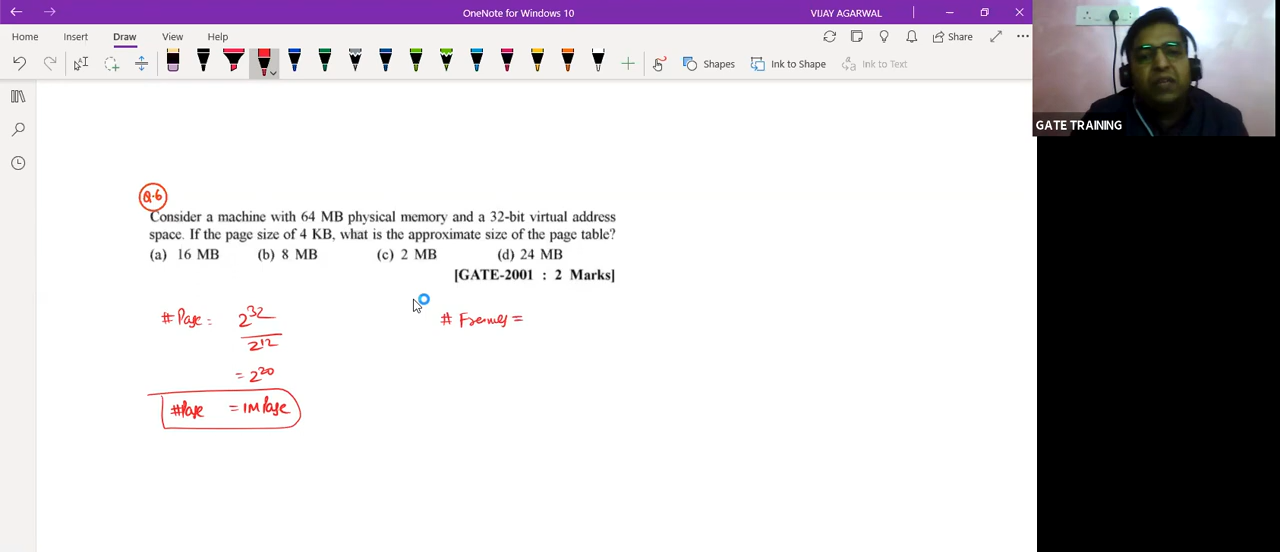 OneNote for Windows 10
VIJAY AGARWAL
Home Insert Draw View Help
Share
Shapes Ink to Shape Ink to Text
GATE TRAINING
Q.6
Consider a machine with 64 MB physical memory and a 32-bit virtual address
space. If the page size of 4 KB, what is the approximate size of the page table?
(a) 16 MB (b) 8 MB (c) 2 MB (d) 24 MB
[GATE-2001 : 2 Marks]
# Page = 2^32 / 2^12
# Frames =
= 2^20
#Page = 1M Page